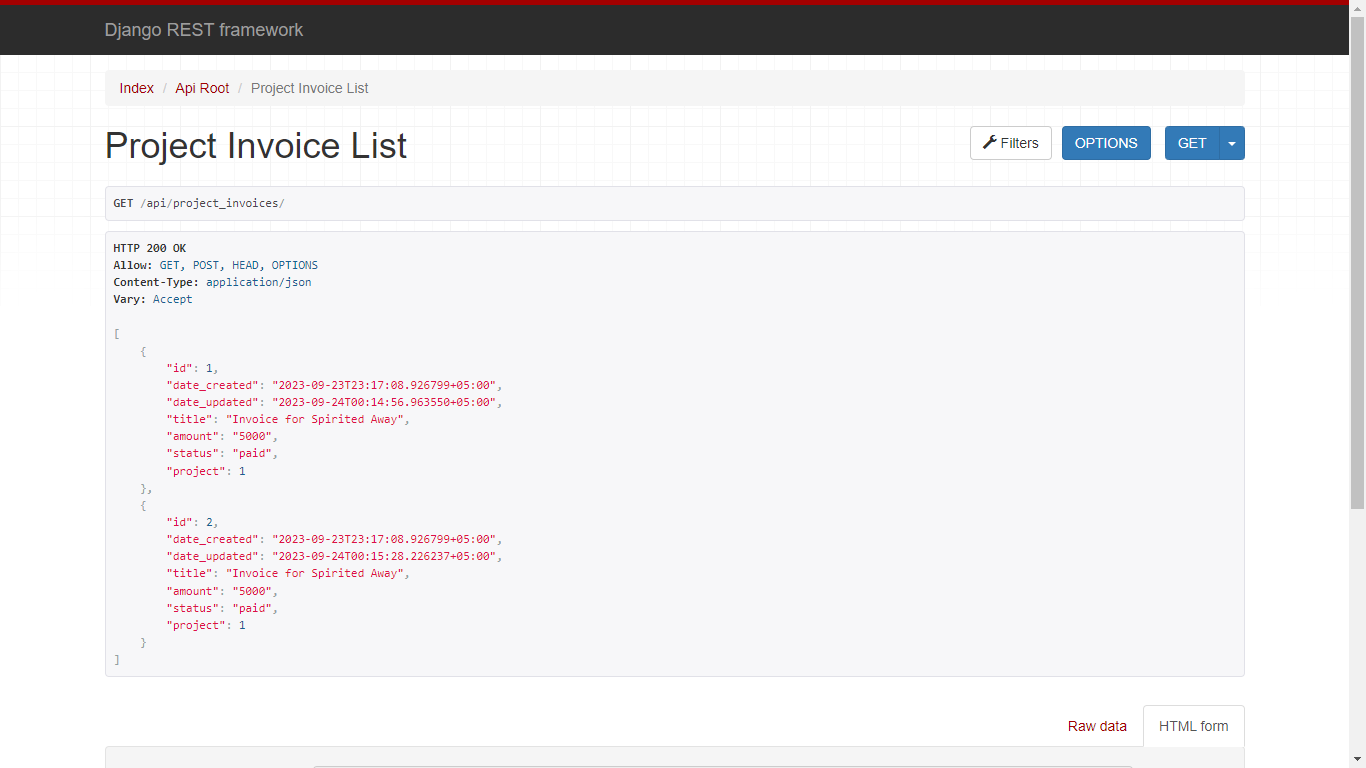 Django REST framework
Index / Api Root / Project Invoice List
Project Invoice List
Filters
OPTIONS
GET
GET /api/project_invoices/
HTTP 200 OK
Allow: GET, POST, HEAD, OPTIONS
Content-Type: application/json
Vary: Accept
[
    {
        "id": 1,
        "date_created": "2023-09-23T23:17:08.926799+05:00",
        "date_updated": "2023-09-24T00:14:56.963550+05:00",
        "title": "Invoice for Spirited Away",
        "amount": "5000",
        "status": "paid",
        "project": 1
    },
    {
        "id": 2,
        "date_created": "2023-09-23T23:17:08.926799+05:00",
        "date_updated": "2023-09-24T00:15:28.226237+05:00",
        "title": "Invoice for Spirited Away",
        "amount": "5000",
        "status": "paid",
        "project": 1
    }
]
Raw data
HTML form